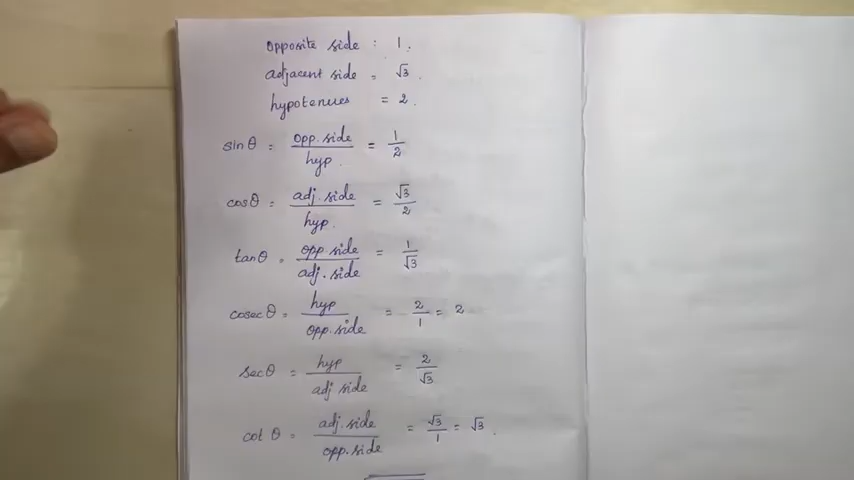 opposite side : 1.
adjacent side = √3.
hypotenues = 2.
sinθ = opp.side/hyp. = 1/2
cosθ = adj.side/hyp. = √3/2
tanθ = opp.side/adj.side = 1/√3
cosecθ = hyp/opp.side = 2/1 = 2
secθ = hyp/adj side = 2/√3
cot θ = adj.side/opp.side = √3/1 = √3.